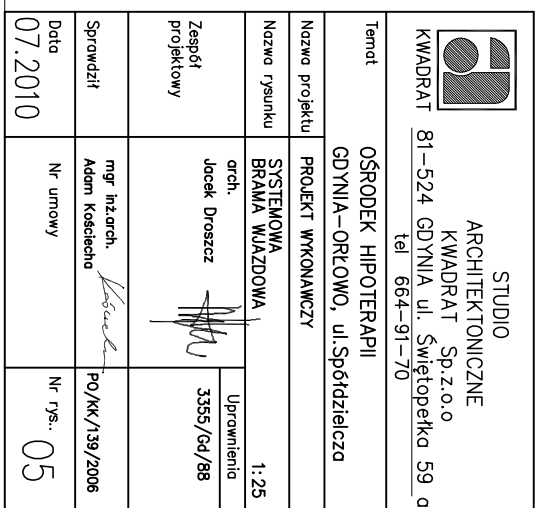 STUDIO
ARCHITEKTONICZNE
KWADRAT Sp.z.o.o
KWADRAT 81-524 GDYNIA ul. Świętopełka 59 a
tel 664-91-70
Temat
OŚRODEK HIPOTERAPII
GDYNIA-ORŁOWO, ul.Spółdzielcza
Nazwa projektu PROJEKT WYKONAWCZY
Nazwa rysunku SYSTEMOWA
BRAMA WJAZDOWA 1:25
Zespół
projektowy
arch.
Jacek Droszcz
Uprawnienia
3355/Gd/88
Sprawdził
mgr inż.arch.
Adam Kościecha
PO/KK/139/2006
Data
07.2010
Nr umowy
Nr rys..
05